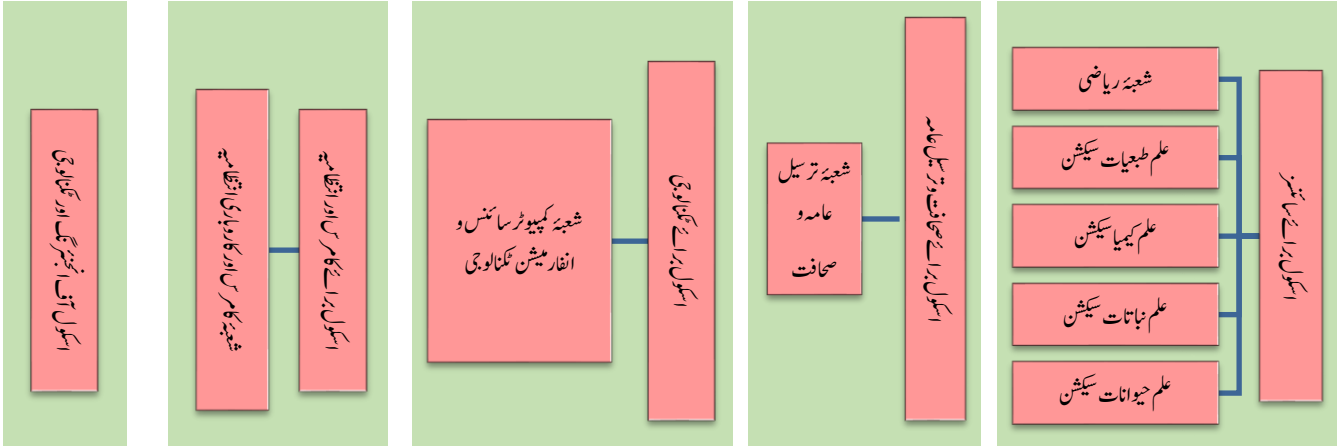 اسکول برائے سائنسز
شعبۂ ریاضی
علم طبعیات سیکشن
علم کیمیا سیکشن
علم نباتات سیکشن
علم حیوانات سیکشن
اسکول برائے صحافت و ترسیل عامہ
شعبۂ ترسیل
عامہ و
صحافت
اسکول برائے ٹکنالوجی
شعبۂ کمپیوٹر سائنس و
انفارمیشن ٹکنالوجی
اسکول برائے کامرس اور انتظامیہ
شعبۂ کامرس اور کاروباری انتظامیہ
اسکول آف انجنئرنگ اور ٹکنالوجی